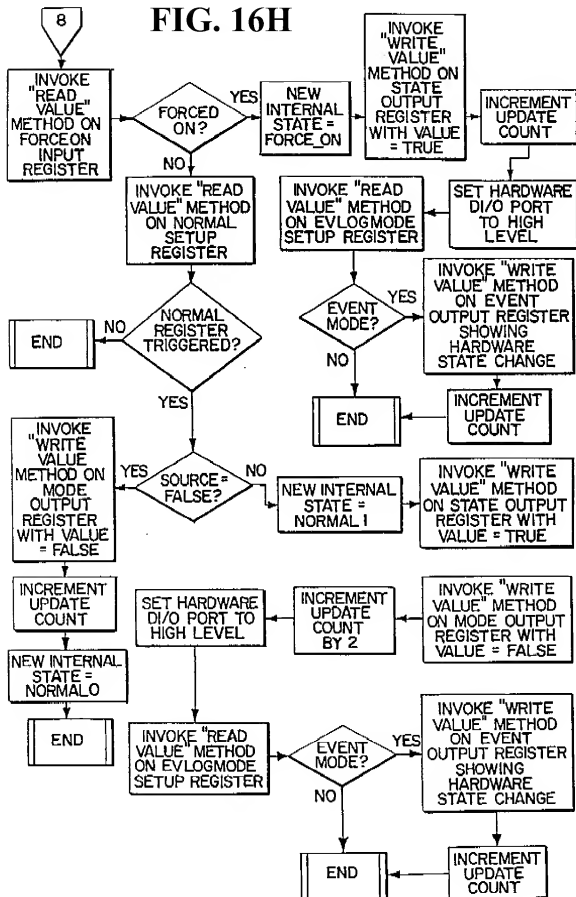 8
FIG. 16H
INVOKE
"READ
VALUE"
METHOD ON
FORCE ON
INPUT
REGISTER
FORCED
ON?
YES
NO
NEW
INTERNAL
STATE =
FORCE_ON
INVOKE
"WRITE
VALUE"
METHOD ON
STATE
OUTPUT
REGISTER
WITH VALUE
= TRUE
INCREMENT
UPDATE
COUNT
SET HARDWARE
DI/O PORT
TO HIGH
LEVEL
INVOKE "READ
VALUE" METHOD
ON EVLOGMODE
SETUP REGISTER
EVENT
MODE?
YES
NO
INVOKE "WRITE
VALUE" METHOD
ON EVENT
OUTPUT REGISTER
SHOWING
HARDWARE
STATE CHANGE
INCREMENT
UPDATE
COUNT
END
INVOKE "READ
VALUE" METHOD
ON NORMAL
SETUP
REGISTER
NORMAL
REGISTER
TRIGGERED?
NO
END
YES
SOURCE =
FALSE?
YES
NO
INVOKE
"WRITE
VALUE
METHOD ON
MODE
OUTPUT
REGISTER
WITH VALUE
= FALSE
INCREMENT
UPDATE
COUNT
NEW INTERNAL
STATE =
NORMAL0
END
NEW INTERNAL
STATE =
NORMAL 1
INVOKE "WRITE
VALUE" METHOD
ON STATE OUTPUT
REGISTER WITH
VALUE = TRUE
INVOKE "WRITE
VALUE" METHOD
ON MODE OUTPUT
REGISTER WITH
VALUE = FALSE
INCREMENT
UPDATE
COUNT
BY 2
SET HARDWARE
DI/O PORT TO
HIGH LEVEL
INVOKE "READ
VALUE" METHOD
ON EVLOGMODE
SETUP REGISTER
EVENT
MODE?
YES
NO
INVOKE "WRITE
VALUE" METHOD
ON EVENT
OUTPUT REGISTER
SHOWING
HARDWARE
STATE CHANGE
INCREMENT
UPDATE
COUNT
END